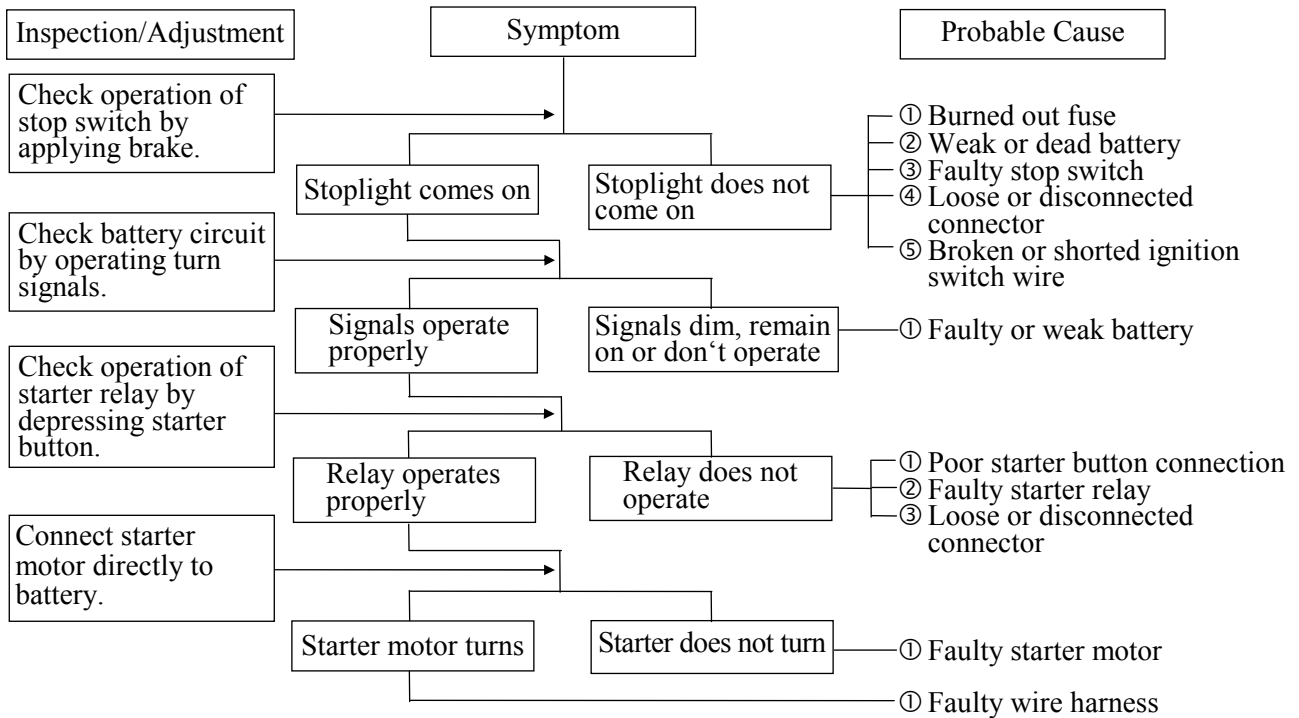 Inspection/Adjustment
Symptom
Probable Cause
Check operation of
stop switch by
applying brake.
Stoplight comes on
Stoplight does not
come on
① Burned out fuse
② Weak or dead battery
③ Faulty stop switch
④ Loose or disconnected
connector
⑤ Broken or shorted ignition
switch wire
Check battery circuit
by operating turn
signals.
Signals operate
properly
Signals dim, remain
on or don‘t operate
① Faulty or weak battery
Check operation of
starter relay by
depressing starter
button.
Relay operates
properly
Relay does not
operate
① Poor starter button connection
② Faulty starter relay
③ Loose or disconnected
connector
Connect starter
motor directly to
battery.
Starter motor turns
Starter does not turn
① Faulty starter motor
① Faulty wire harness